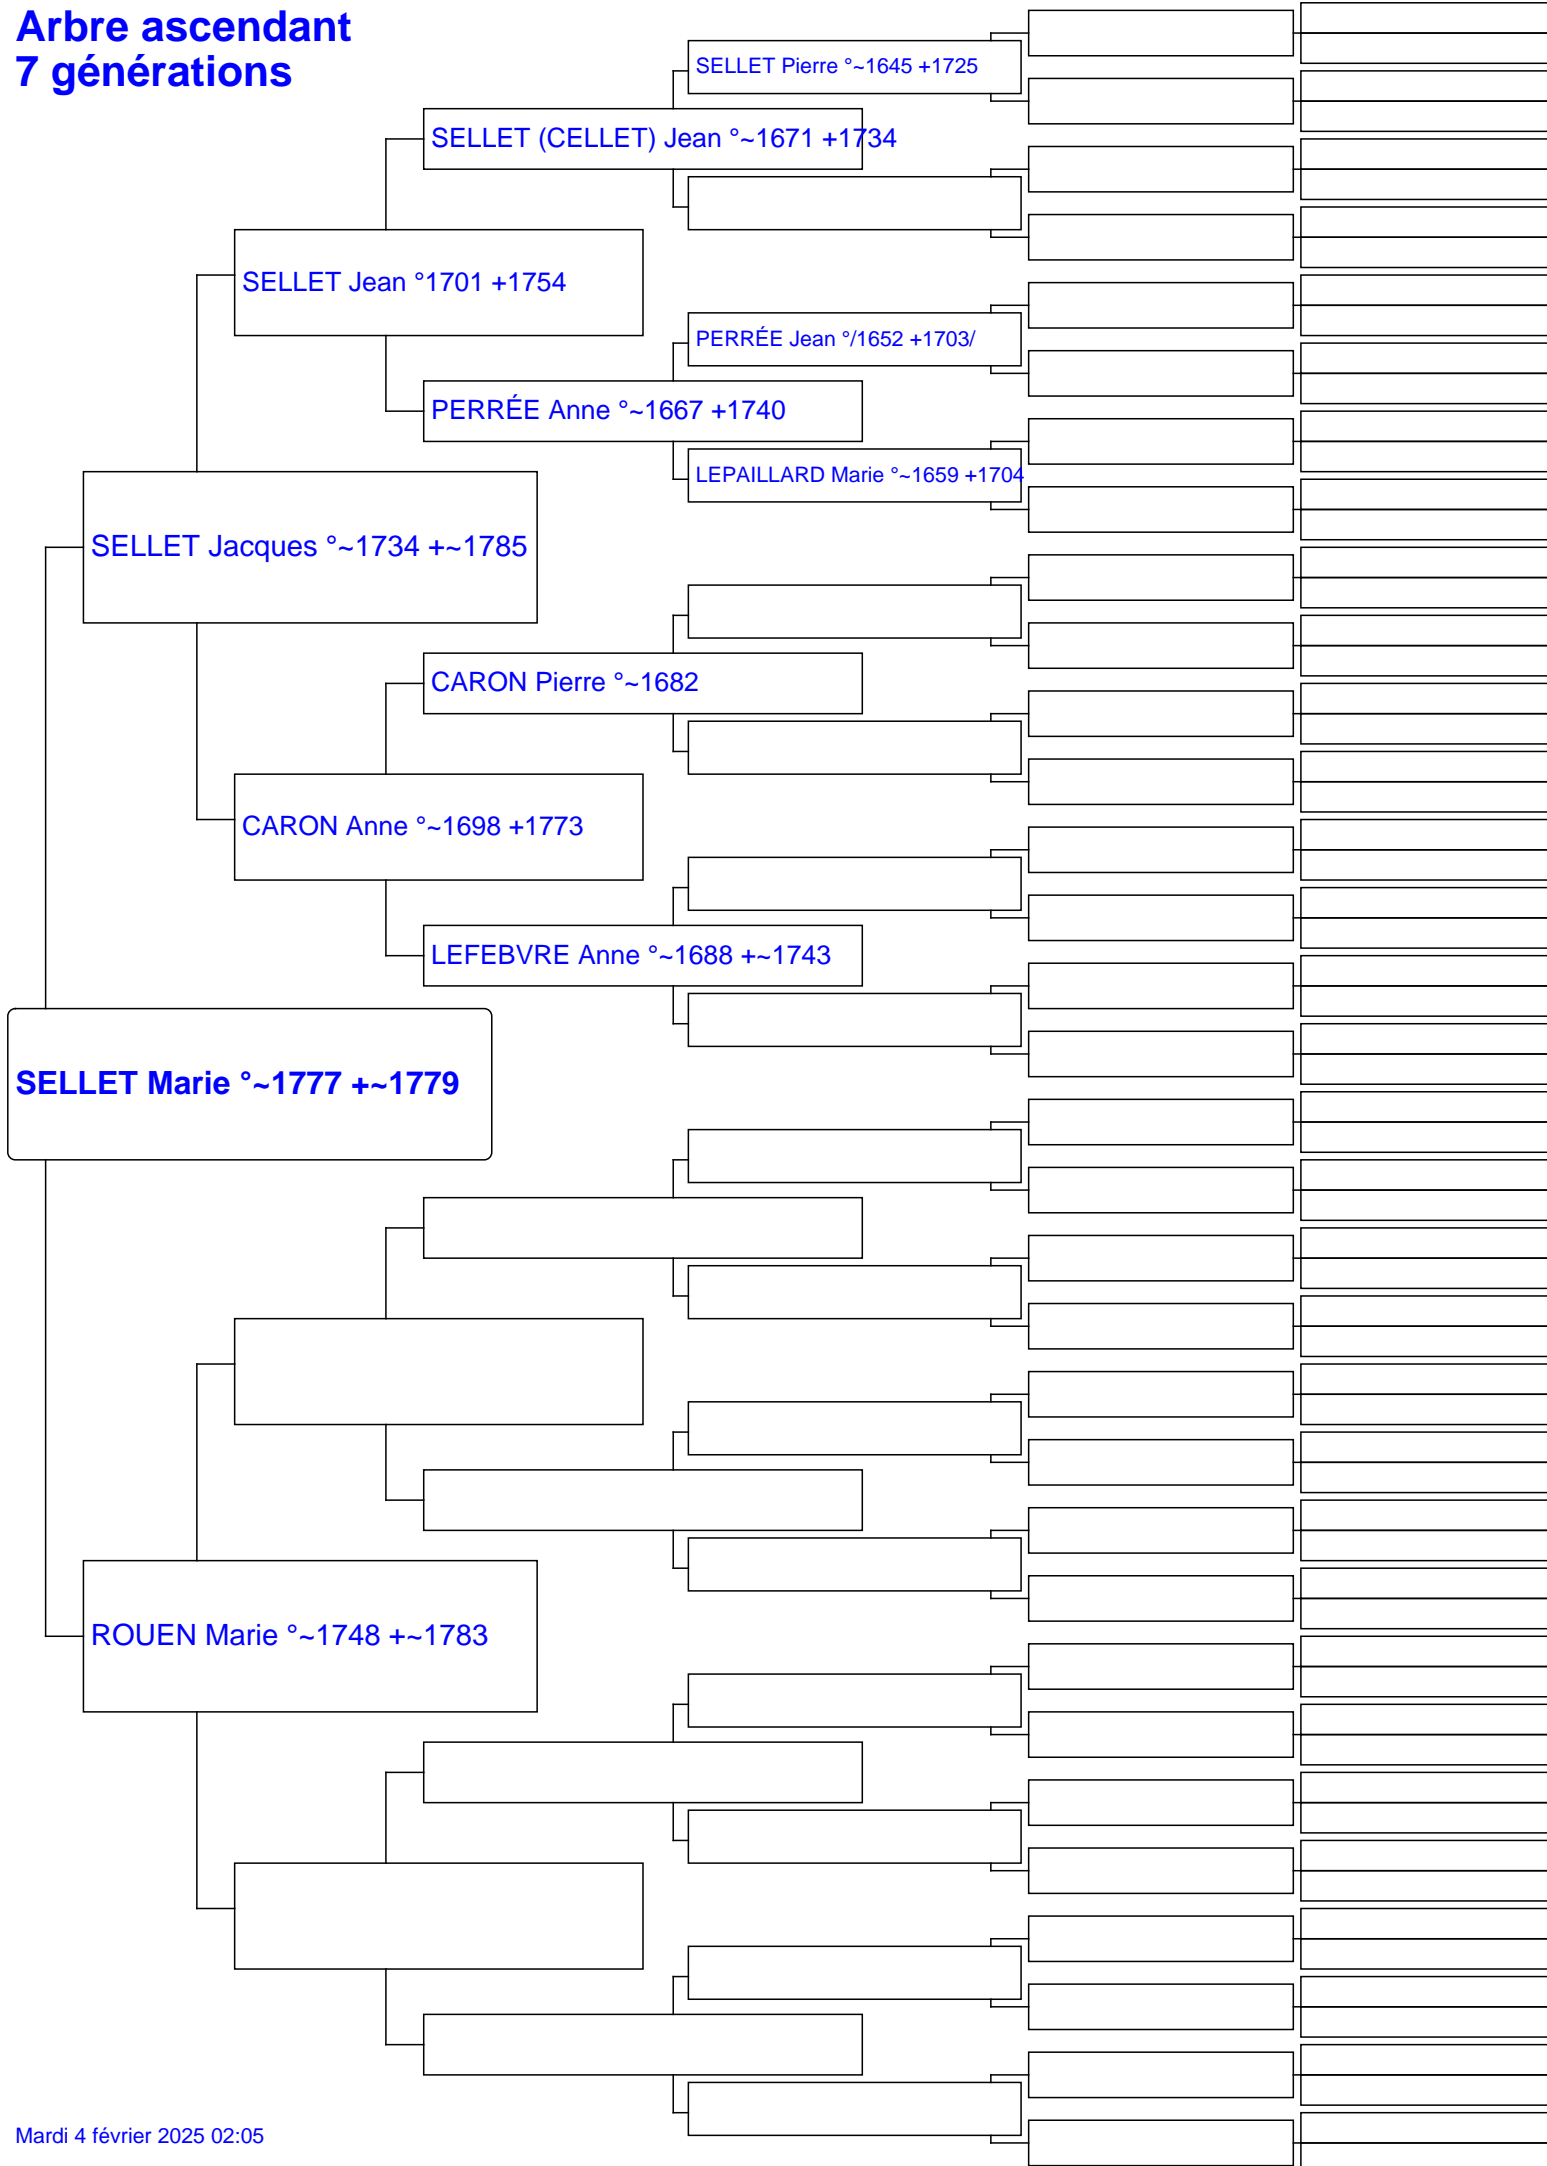 Arbre ascendant
7 générations
SELLET Pierre °~1645 +1725
SELLET (CELLET) Jean °~1671 +1734
SELLET Jean °1701 +1754
PERRÉE Jean °/1652 +1703/
PERRÉE Anne °~1667 +1740
LEPAILLARD Marie °~1659 +1704
SELLET Jacques °~1734 +~1785
CARON Pierre °~1682
CARON Anne °~1698 +1773
LEFEBVRE Anne °~1688 +~1743
SELLET Marie °~1777 +~1779
ROUEN Marie °~1748 +~1783
Mardi 4 février 2025 02:05